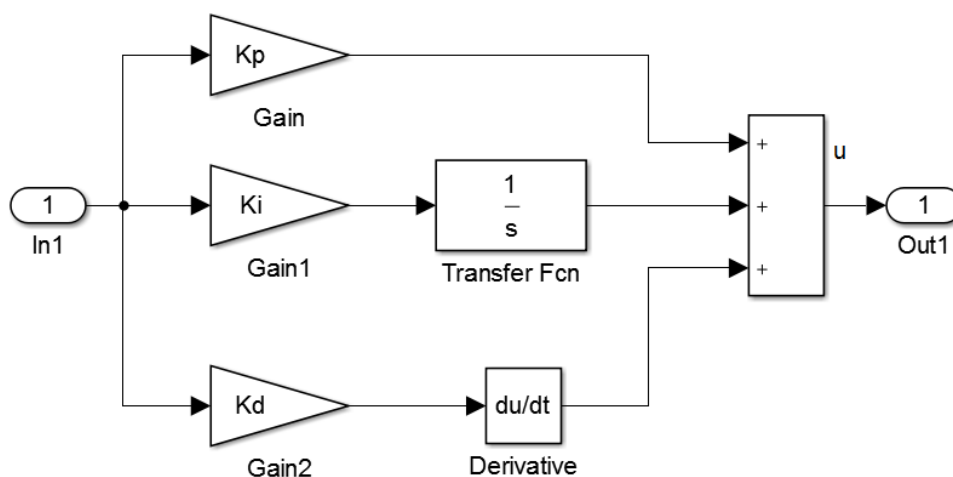 Kp
Gain
1
In1
Ki
Gain1
1
s
Transfer Fcn
+
+
+
u
1
Out1
Kd
Gain2
du/dt
Derivative